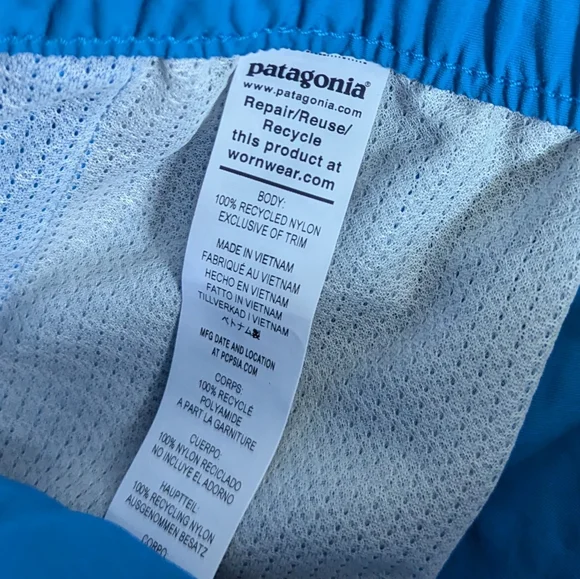 patagonia®
www.patagonia.com
Repair/Reuse/
Recycle
this product at
wornwear.com
BODY:
100% RECYCLED NYLON
EXCLUSIVE OF TRIM
MADE IN VIETNAM
FABRIQUÉ AU VIETNAM
HECHO EN VIETNAM
FATTO IN VIETNAM
TILLVERKAD I VIETNAM
ベトナム製
MFG DATE AND LOCATION
AT PCPSIA.COM
CORPS:
100% RECYCLÉ
POLYAMIDE
A PART LA GARNITURE
CUERPO:
100% NYLON RECICLADO
NO INCLUYE EL ADORNO
HAUPTTEIL:
100% RECYCLING NYLON
AUSGENOMMEN BESATZ
CORPO: